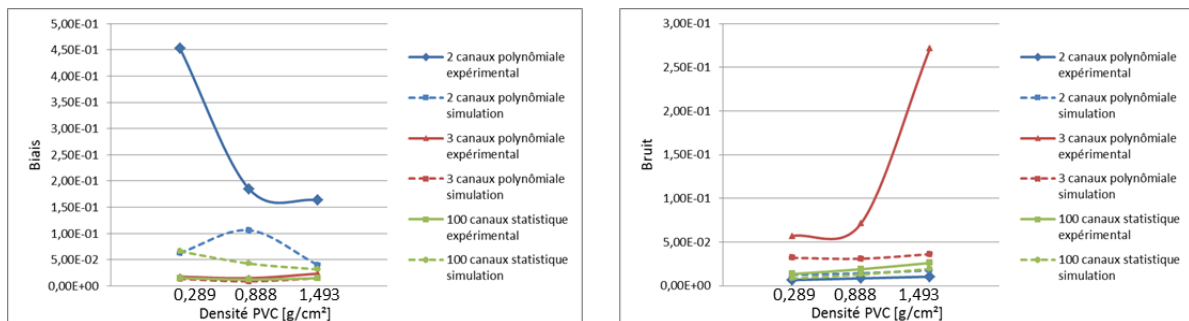 5,00E-01
4,50E-01
4,00E-01
3,50E-01
3,00E-01
2,50E-01
2,00E-01
1,50E-01
1,00E-01
5,00E-02
0,00E+00
Biais
0,289 0,888 1,493
Densité PVC [g/cm²]
2 canaux polynômiale
expérimental
2 canaux polynômiale
simulation
3 canaux polynômiale
expérimental
3 canaux polynômiale
simulation
100 canaux statistique
expérimental
100 canaux statistique
simulation
3,00E-01
2,50E-01
2,00E-01
1,50E-01
1,00E-01
5,00E-02
0,00E+00
Bruit
0,289 0,888 1,493
Densité PVC [g/cm²]
2 canaux polynômiale
expérimental
2 canaux polynômiale
simulation
3 canaux polynômiale
expérimental
3 canaux polynômiale
simulation
100 canaux statistique
expérimental
100 canaux statistique
simulation